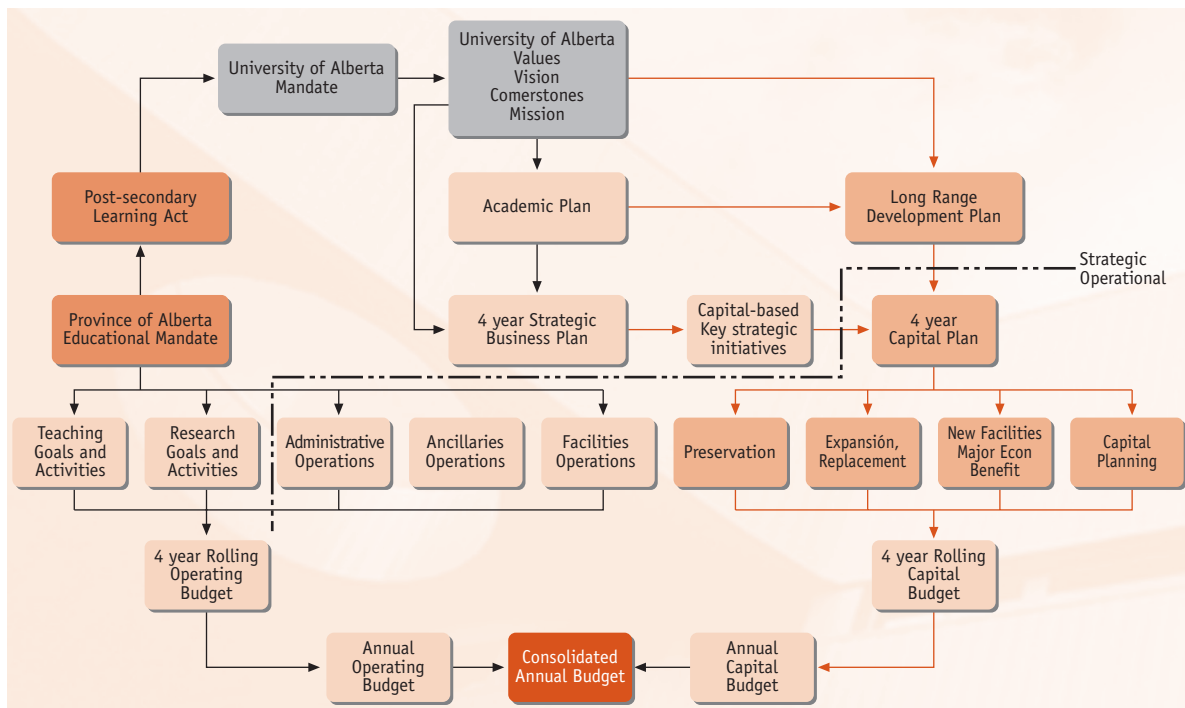 University of Alberta
Mandate
University of Alberta
Values
Vision
Comerstones
Mission
Post-secondary
Learning Act
Academic Plan
Long Range
Development Plan
Strategic
Operational
Province of Alberta
Educational Mandate
4 year Strategic
Business Plan
Capital-based
Key strategic
initiatives
4 year
Capital Plan
Teaching
Goals and
Activities
Research
Goals and
Activities
Administrative
Operations
Ancillaries
Operations
Facilities
Operations
Preservation
Expansión,
Replacement
New Facilities
Major Econ
Benefit
Capital
Planning
4 year Rolling
Operating
Budget
4 year Rolling
Capital
Budget
Annual
Operating
Budget
Consolidated
Annual Budget
Annual
Capital
Budget